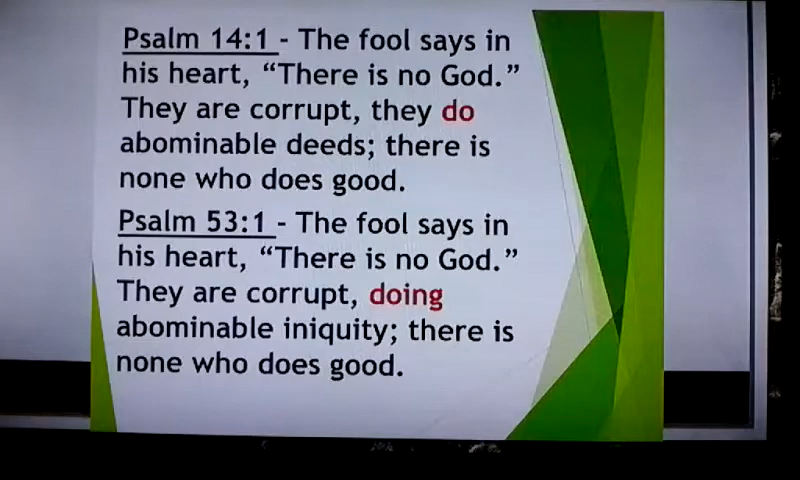 Psalm 14:1 - The fool says in
his heart, “There is no God.”
They are corrupt, they do
abominable deeds; there is
none who does good.
Psalm 53:1 - The fool says in
his heart, “There is no God.”
They are corrupt, doing
abominable iniquity; there is
none who does good.